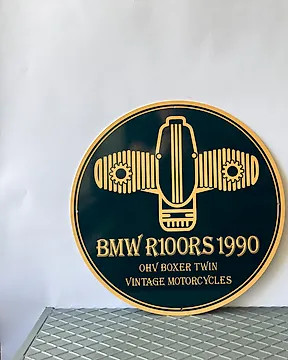 BMW R100RS 1990
OHV BOXER TWIN
VINTAGE MOTORCYCLES